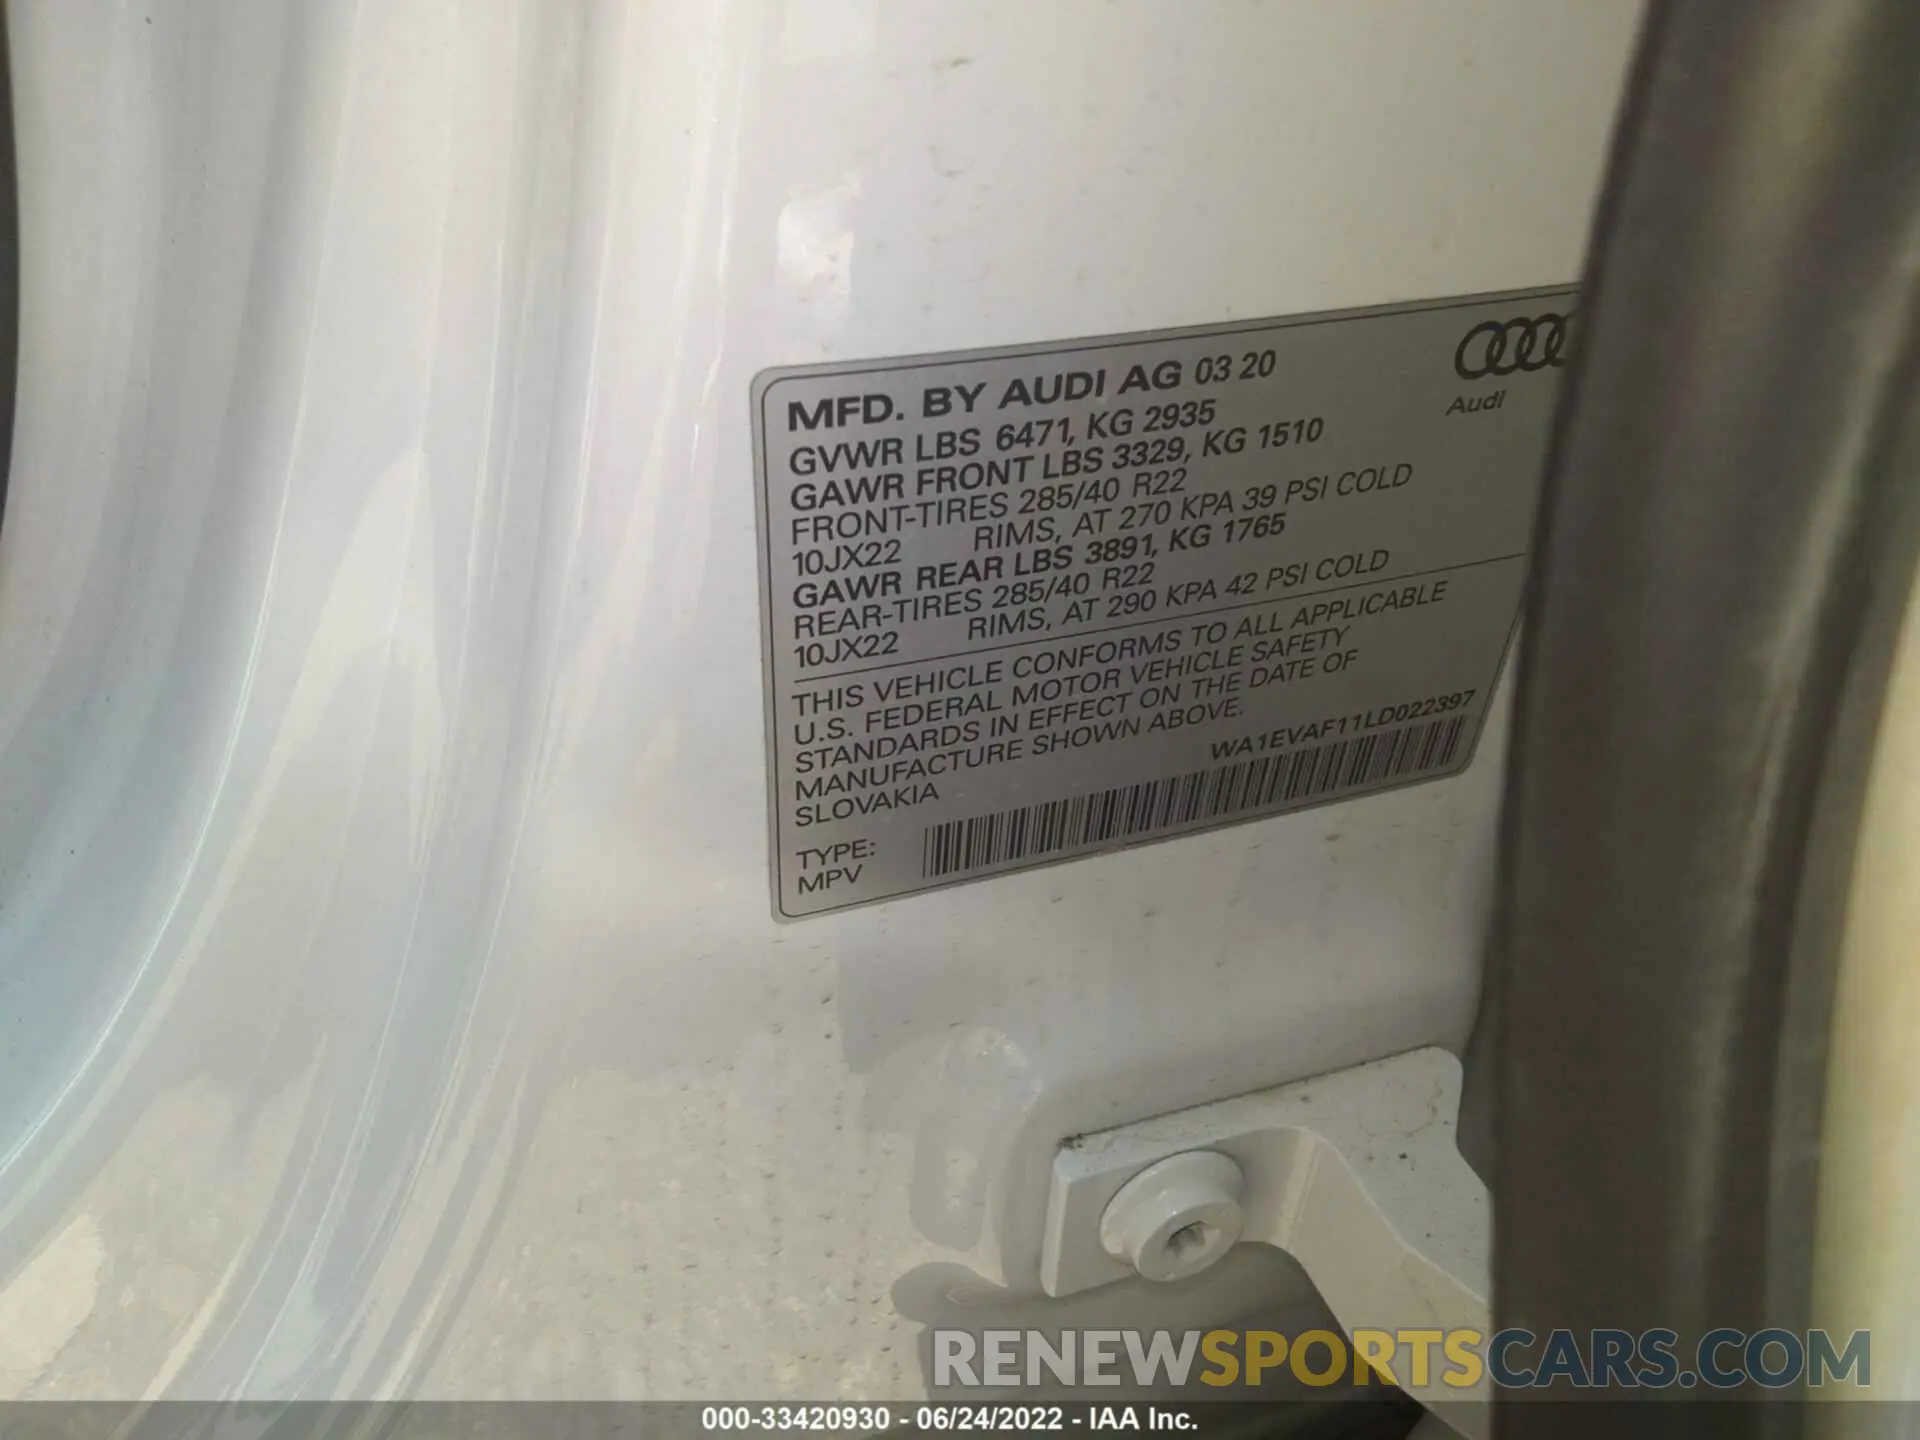 MFD. BY AUDI AG 03 20
Audi
GVWR LBS 6471, KG 2935
GAWR FRONT LBS 3329, KG 1510
FRONT-TIRES 285/40 R22
10JX22 RIMS, AT 270 KPA 39 PSI COLD
GAWR REAR LBS 3891, KG 1765
REAR-TIRES 285/40 R22
10JX22 RIMS, AT 290 KPA 42 PSI COLD
THIS VEHICLE CONFORMS TO ALL APPLICABLE
U.S. FEDERAL MOTOR VEHICLE SAFETY
STANDARDS IN EFFECT ON THE DATE OF
MANUFACTURE SHOWN ABOVE.
SLOVAKIA
WA1EVAF11LD022397
TYPE:
MPV
RENEWSPORTSCARS.COM
000-33420930 - 06/24/2022 - IAA Inc.